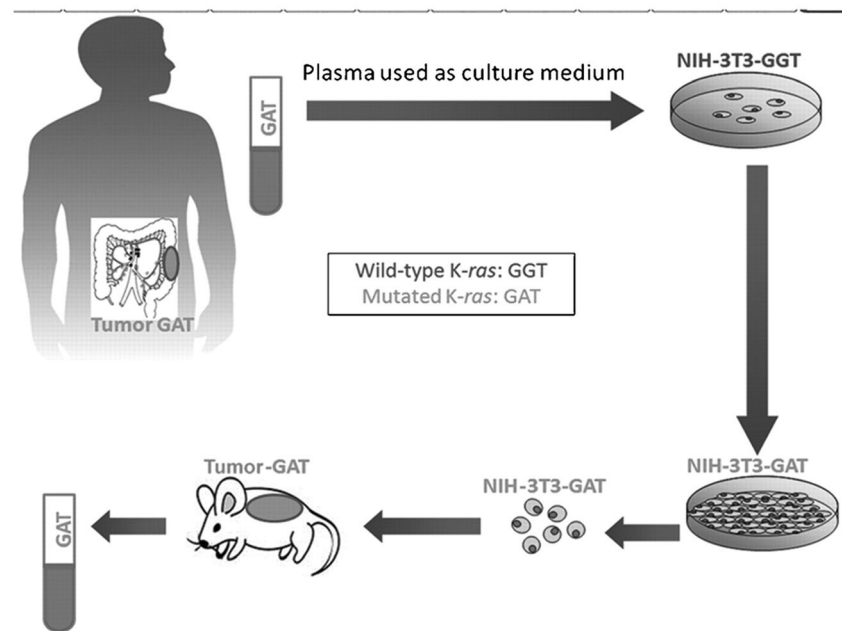 Plasma used as culture medium
NIH-3T3-GGT
GAT
Wild-type K-ras: GGT
Mutated K-ras: GAT
Tumor GAT
NIH-3T3-GAT
Tumor-GAT
NIH-3T3-GAT
GAT